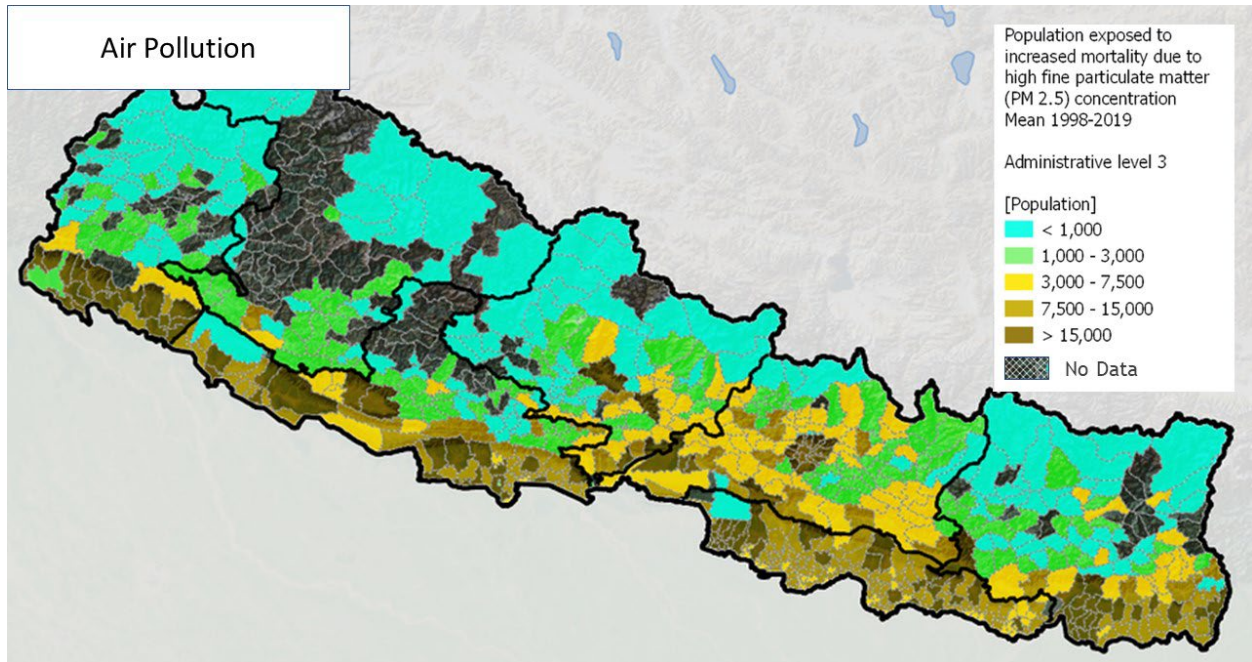 Air Pollution
Population exposed to
increased mortality due to
high fine particulate matter
(PM 2.5) concentration
Mean 1998-2019
Administrative level 3
[Population]
< 1,000
1,000 - 3,000
3,000 - 7,500
7,500 - 15,000
> 15,000
No Data